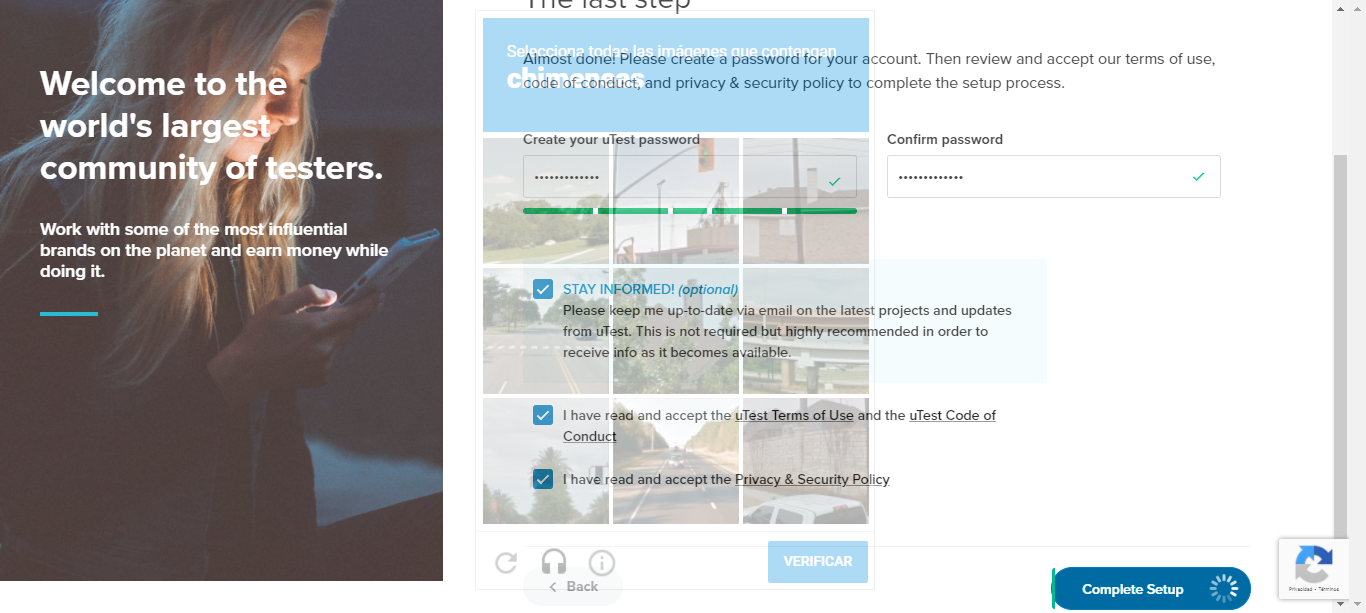 The last step
Welcome to the
world's largest
community of testers.
Work with some of the most influential
brands on the planet and earn money while
doing it.
Selecciona todas las imágenes que contengan
chimeneas
Almost done! Please create a password for your account. Then review and accept our terms of use,
code of conduct, and privacy & security policy to complete the setup process.
Create your uTest password
Confirm password
•••••••••••••
•••••••••••••
STAY INFORMED! (optional)
Please keep me up-to-date via email on the latest projects and updates
from uTest. This is not required but highly recommended in order to
receive info as it becomes available.
I have read and accept the uTest Terms of Use and the uTest Code of
Conduct
I have read and accept the Privacy & Security Policy
VERIFICAR
Back
Complete Setup
Privacidad - Términos